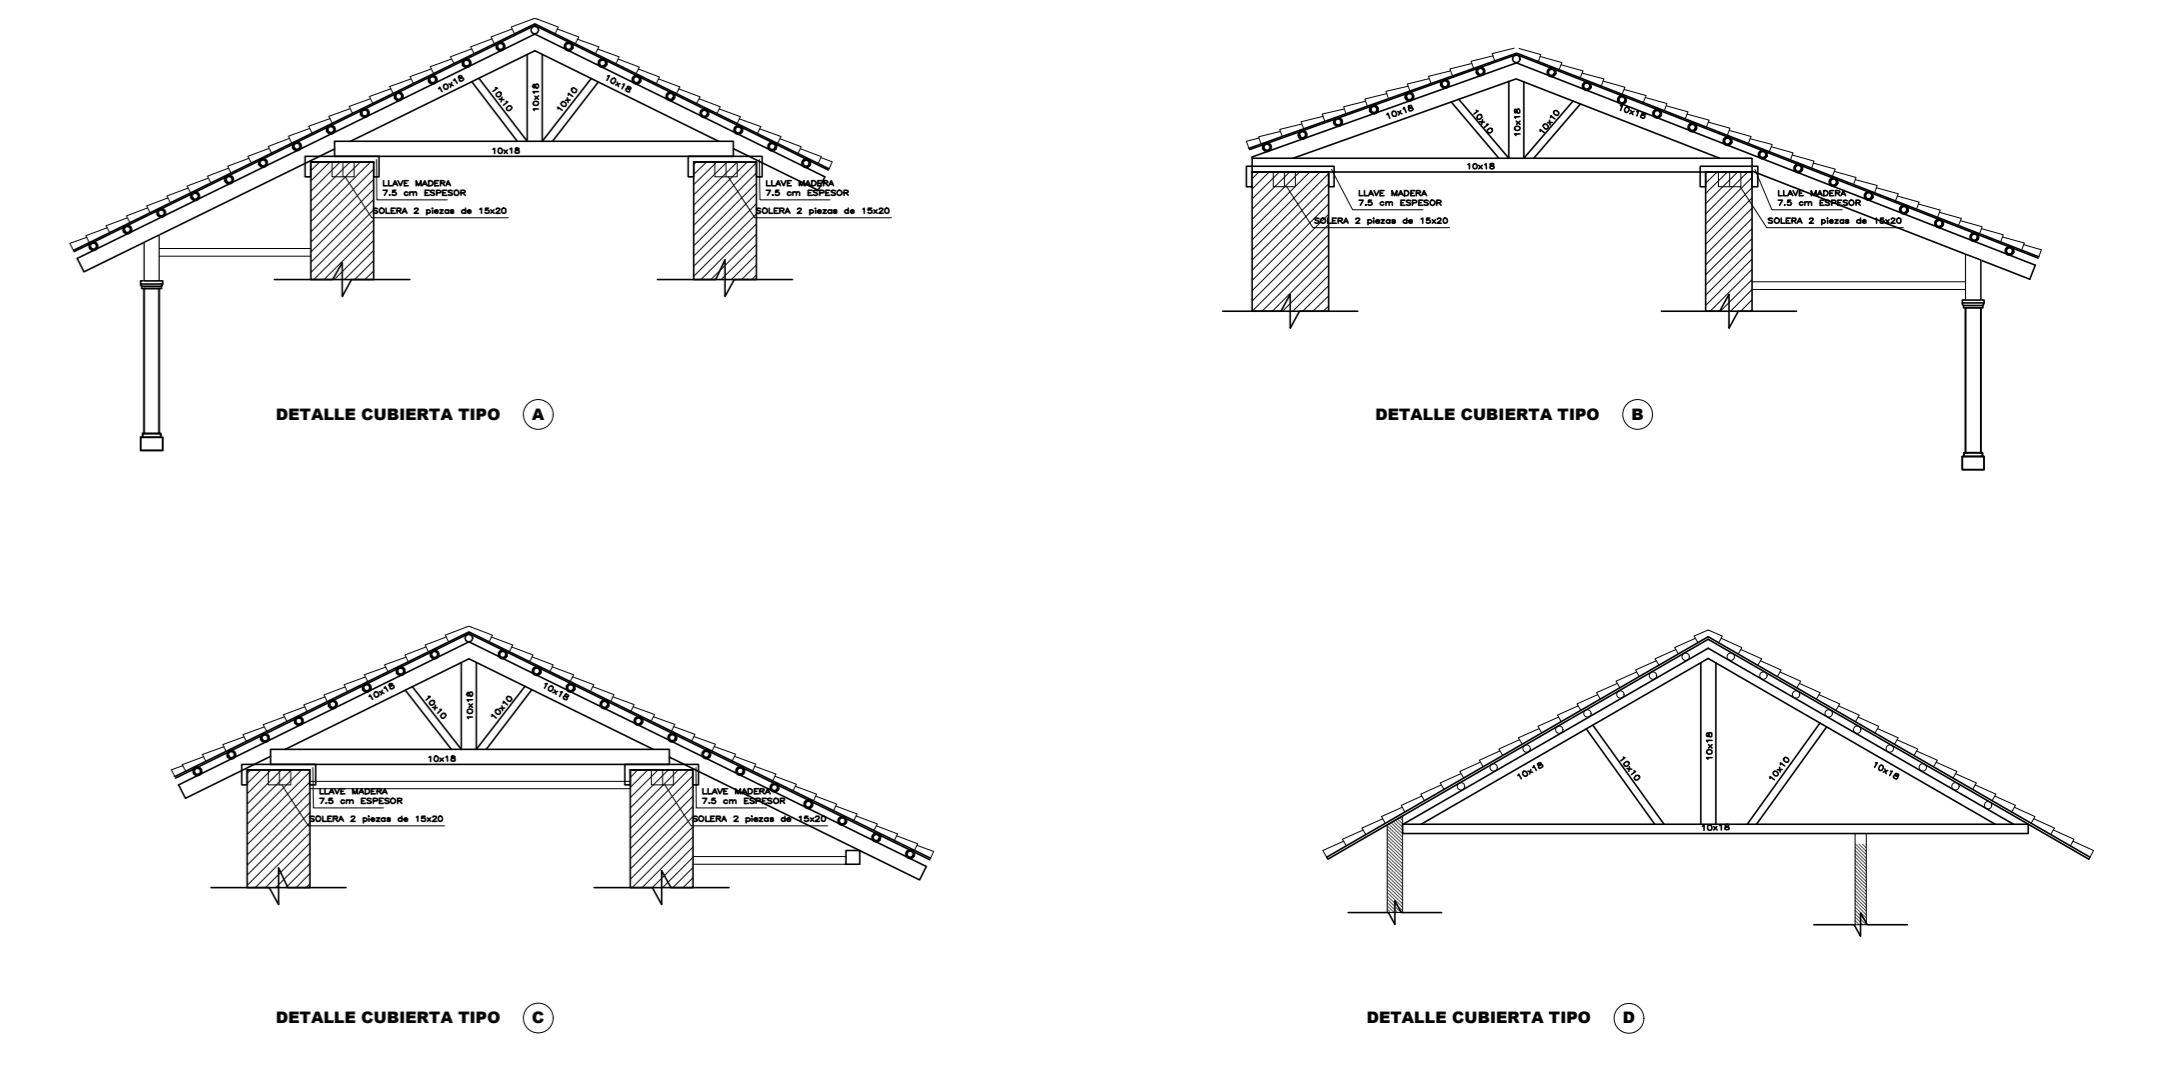 10x18
10x10
10x18
10x10
10x18
10x18
LLAVE MADERA
7.5 cm ESPESOR
SOLERA 2 piezas de 15x20
LLAVE MADERA
7.5 cm ESPESOR
SOLERA 2 piezas de 15x20
DETALLE CUBIERTA TIPO A
10x18
10x10
10x18
10x10
10x18
10x18
LLAVE MADERA
7.5 cm ESPESOR
SOLERA 2 piezas de 15x20
LLAVE MADERA
7.5 cm ESPESOR
SOLERA 2 piezas de 15x20
DETALLE CUBIERTA TIPO B
10x18
10x10
10x18
10x10
10x18
10x18
LLAVE MADERA
7.5 cm ESPESOR
SOLERA 2 piezas de 15x20
LLAVE MADERA
7.5 cm ESPESOR
SOLERA 2 piezas de 15x20
DETALLE CUBIERTA TIPO C
10x18
10x10
10x18
10x10
10x18
10x18
DETALLE CUBIERTA TIPO D